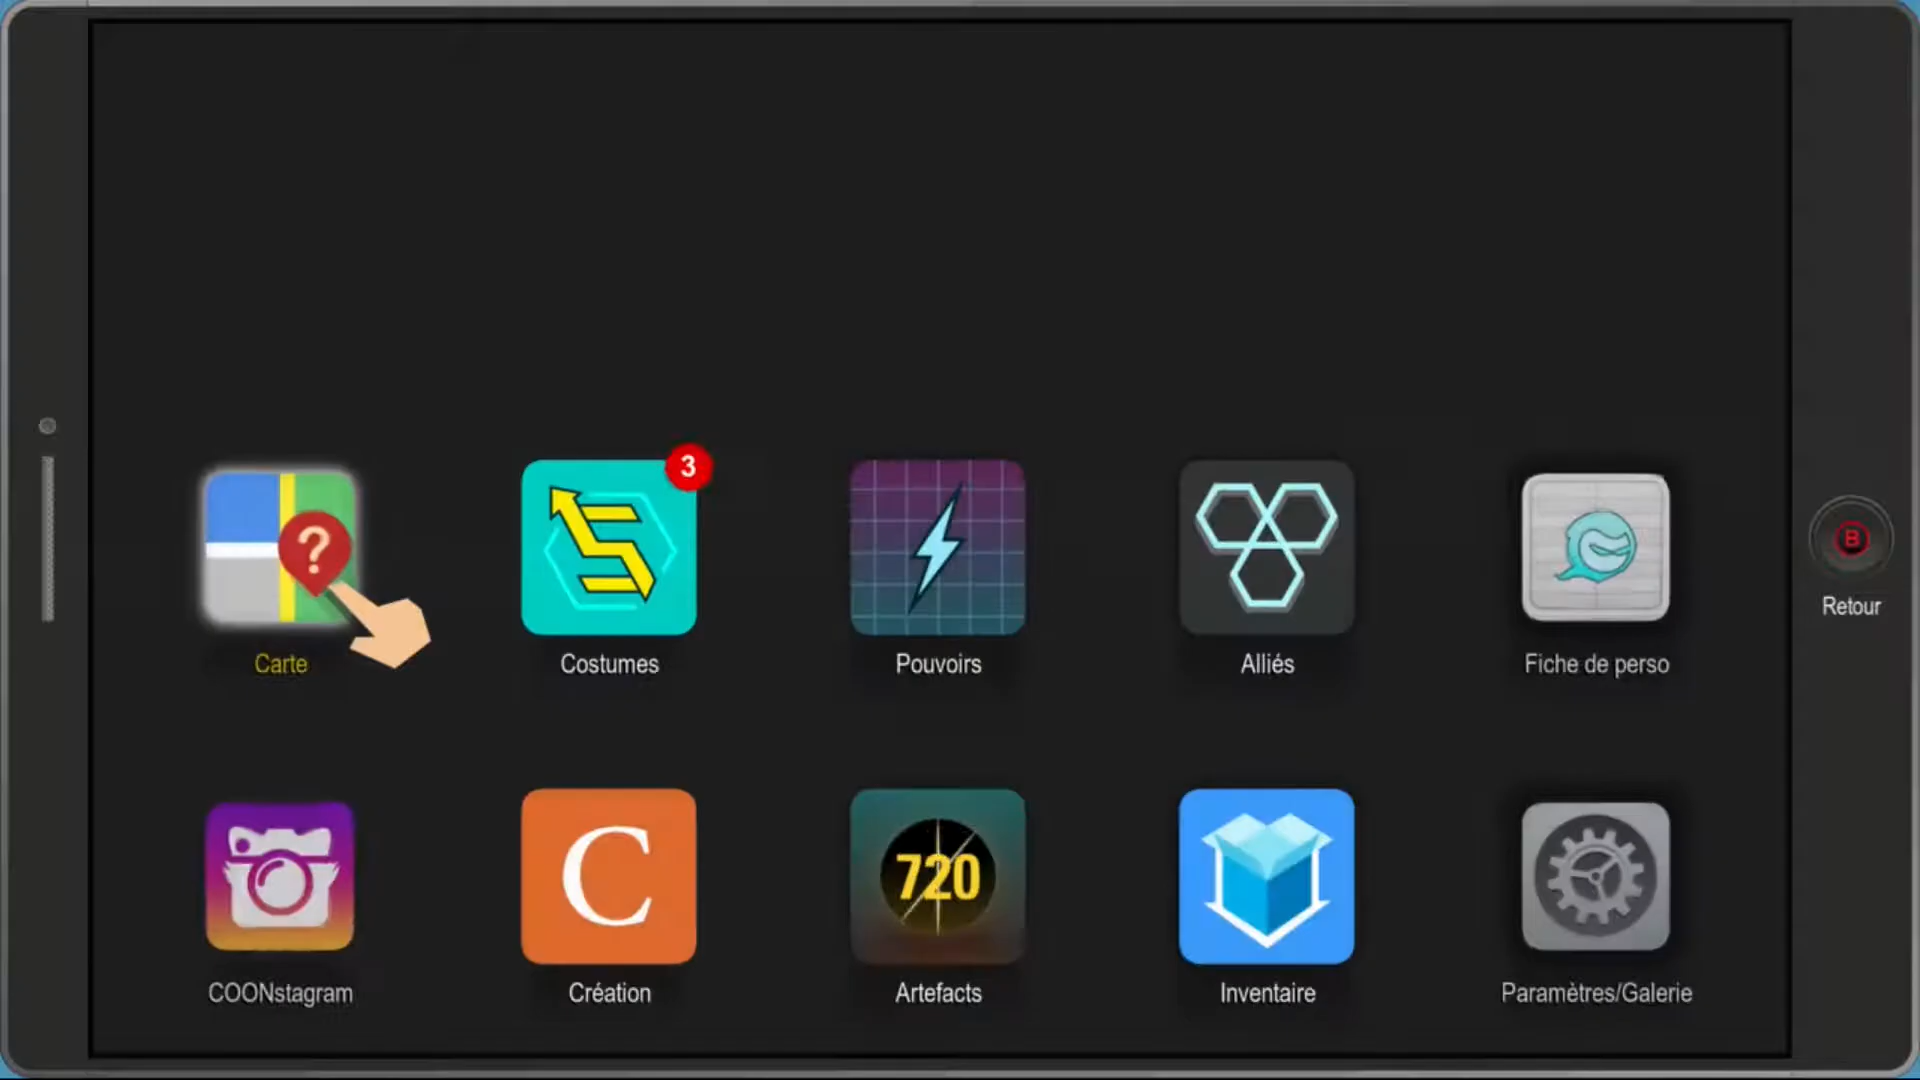 3
?
B
Retour
Carte
Costumes
Pouvoirs
Alliés
Fiche de perso
C
720
COONstagram
Création
Artefacts
Inventaire
Paramètres/Galerie